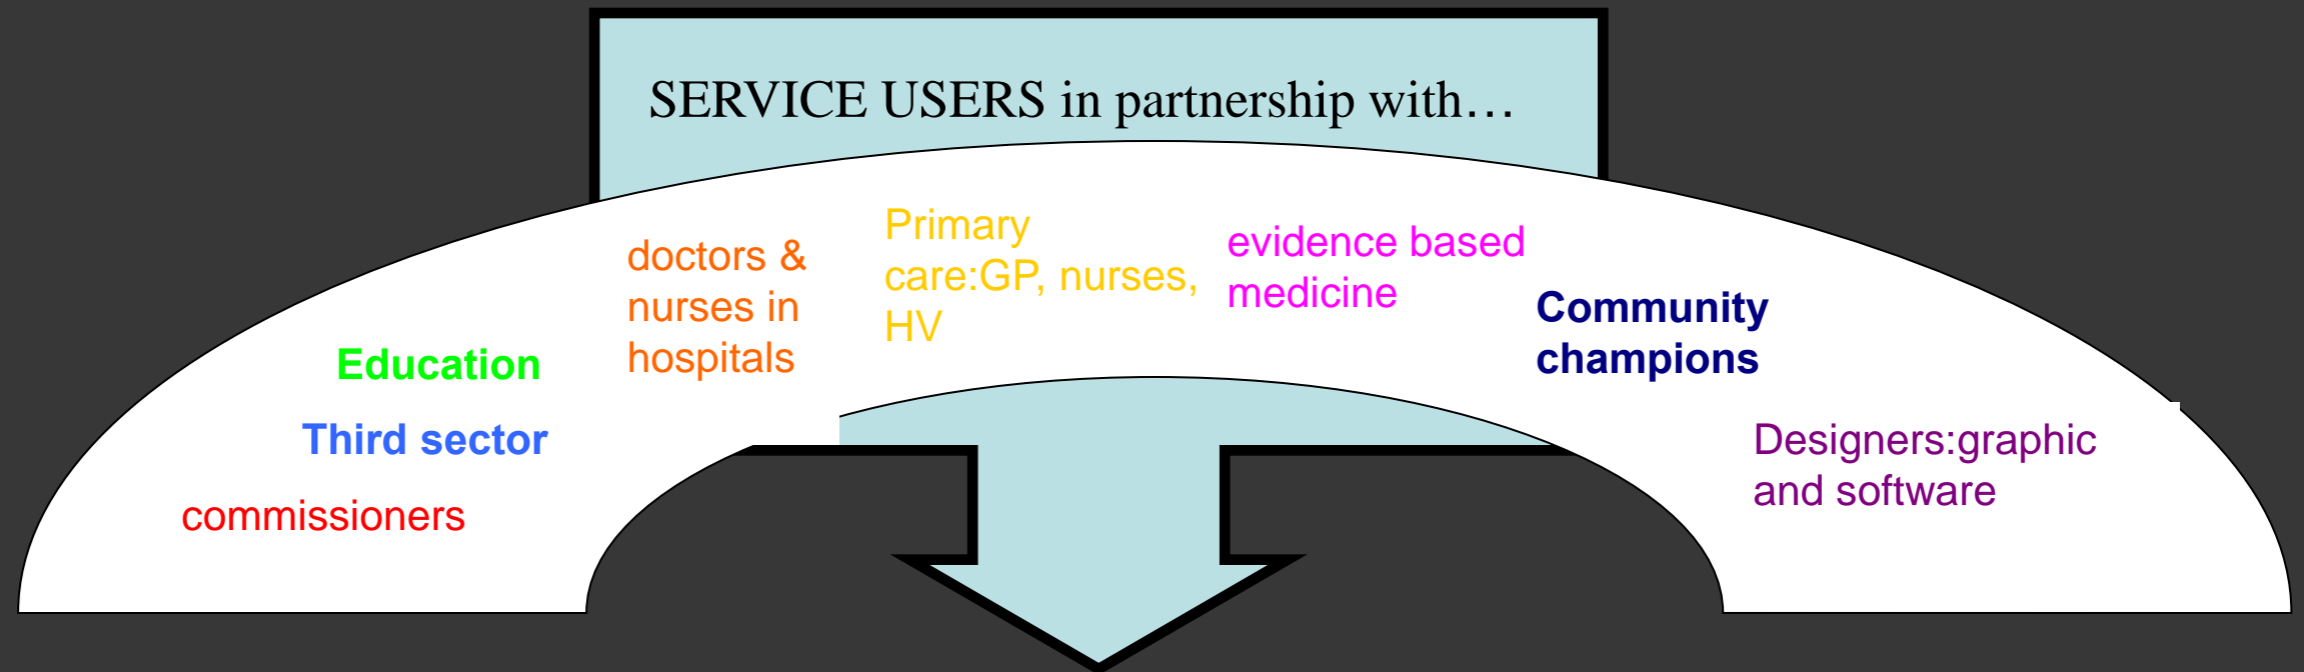 SERVICE USERS in partnership with…
commissioners
Third sector
Education
doctors &
nurses in
hospitals
Primary
care:GP, nurses,
HV
evidence based
medicine
Community
champions
Designers:graphic
and software